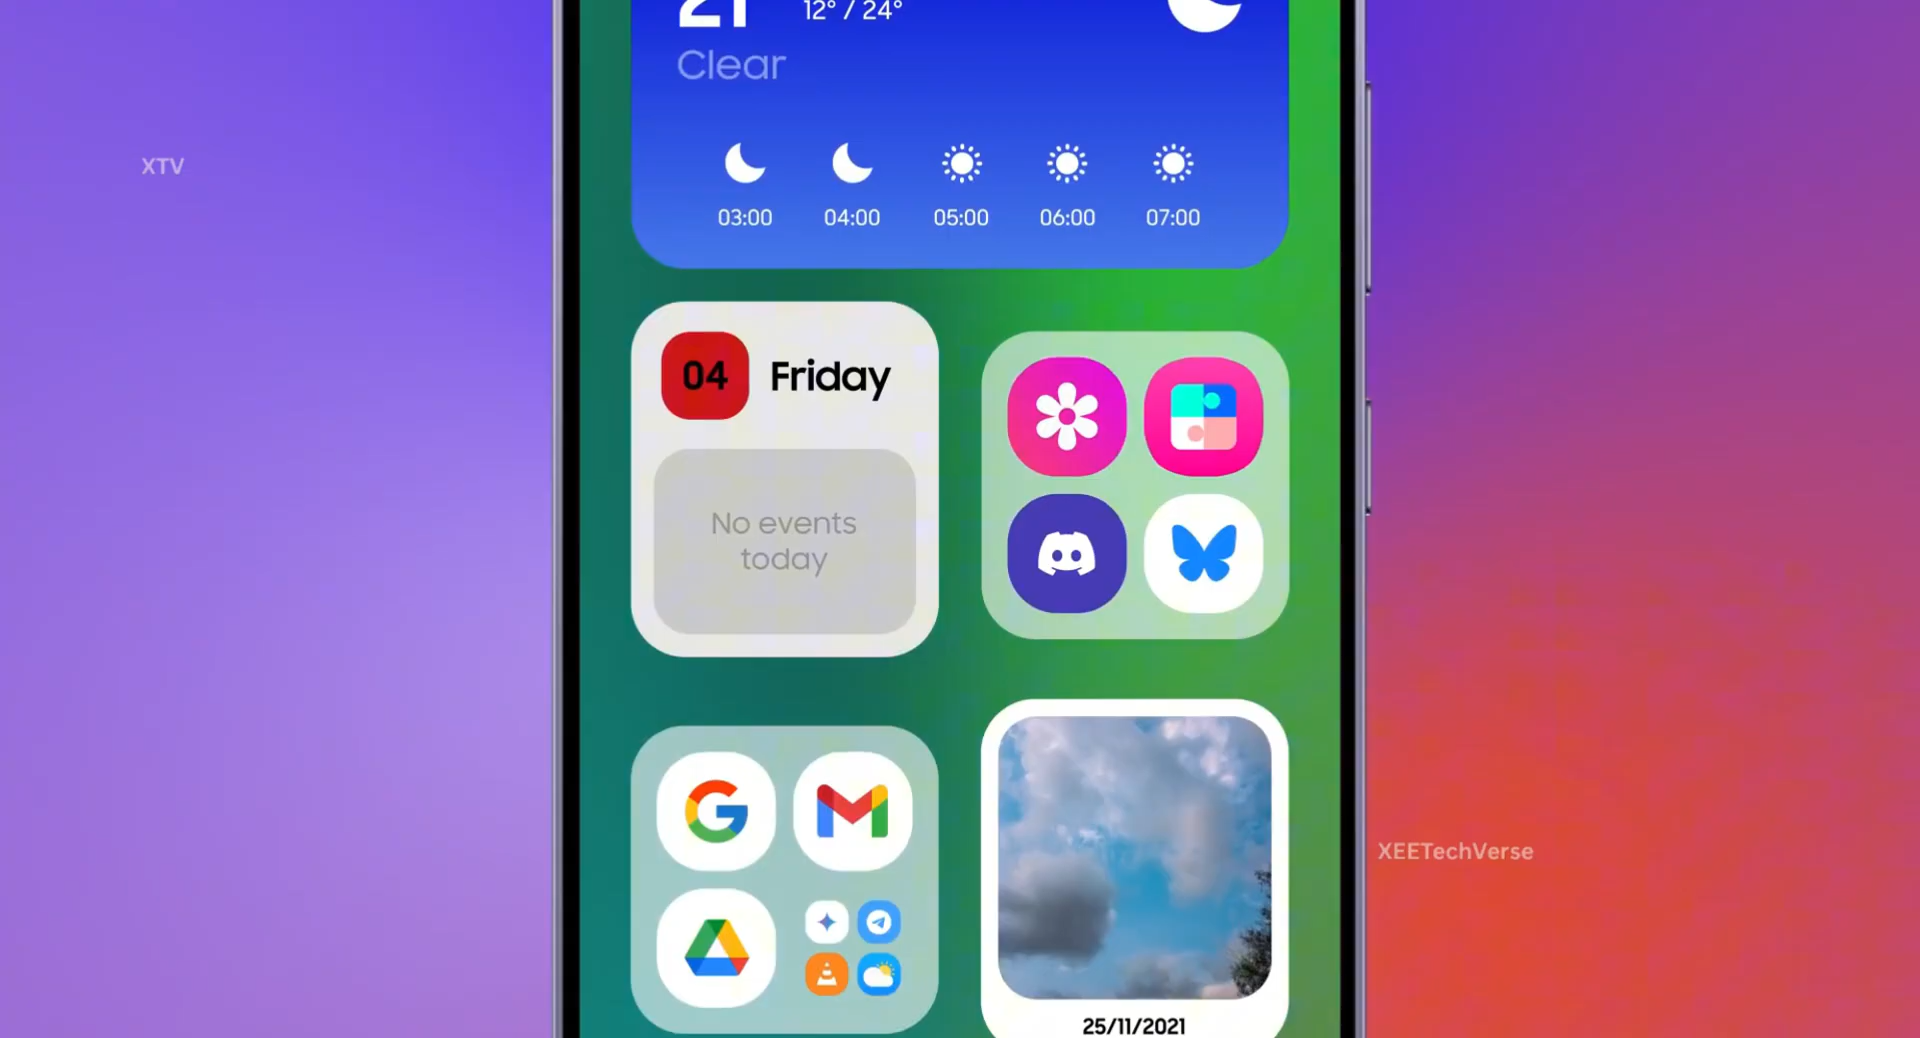 21°
12° / 24°
Clear
XTV
03:00 04:00 05:00 06:00 07:00
04 Friday
No events
today
XEETechVerse
25/11/2021